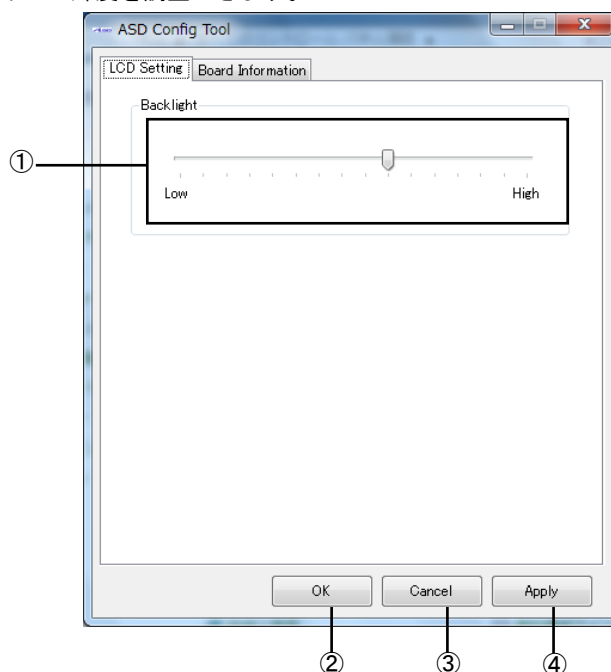 ASD Config Tool
LCD Setting Board Information
Backlight
①
Low High
OK Cancel Apply
② ③ ④